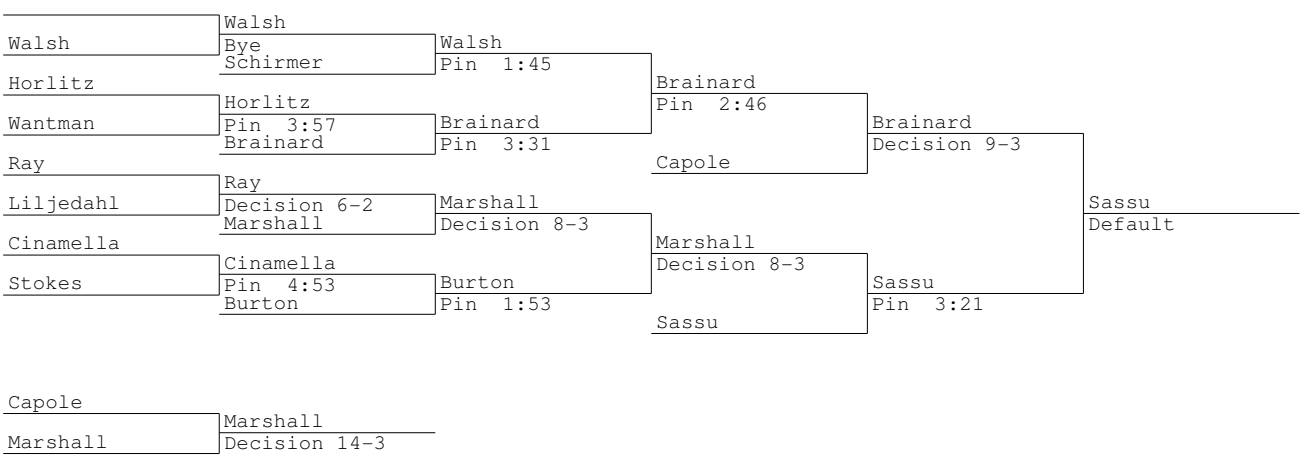 Walsh
Walsh
Bye
Schirmer
Walsh
Pin 1:45
Horlitz
Wantman
Horlitz
Pin 3:57
Brainard
Brainard
Pin 3:31
Brainard
Pin 2:46
Capole
Brainard
Decision 9-3
Ray
Liljedahl
Ray
Decision 6-2
Marshall
Marshall
Decision 8-3
Cinamella
Stokes
Cinamella
Pin 4:53
Burton
Burton
Pin 1:53
Marshall
Decision 8-3
Sassu
Sassu
Pin 3:21
Sassu
Default
Capole
Marshall
Marshall
Decision 14-3